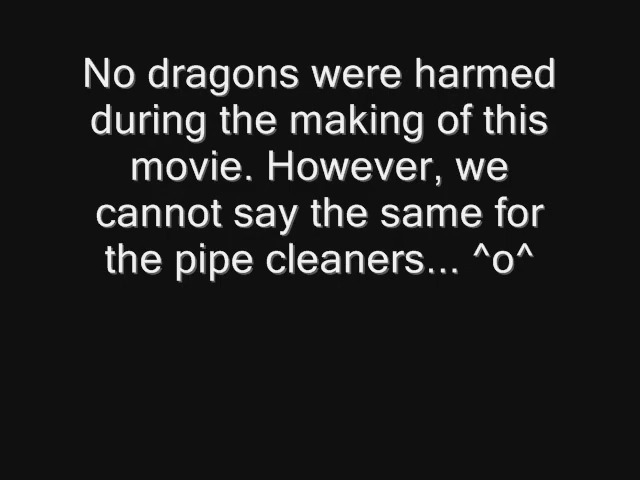 No dragons were harmed
during the making of this
movie. However, we
cannot say the same for
the pipe cleaners... ^o^